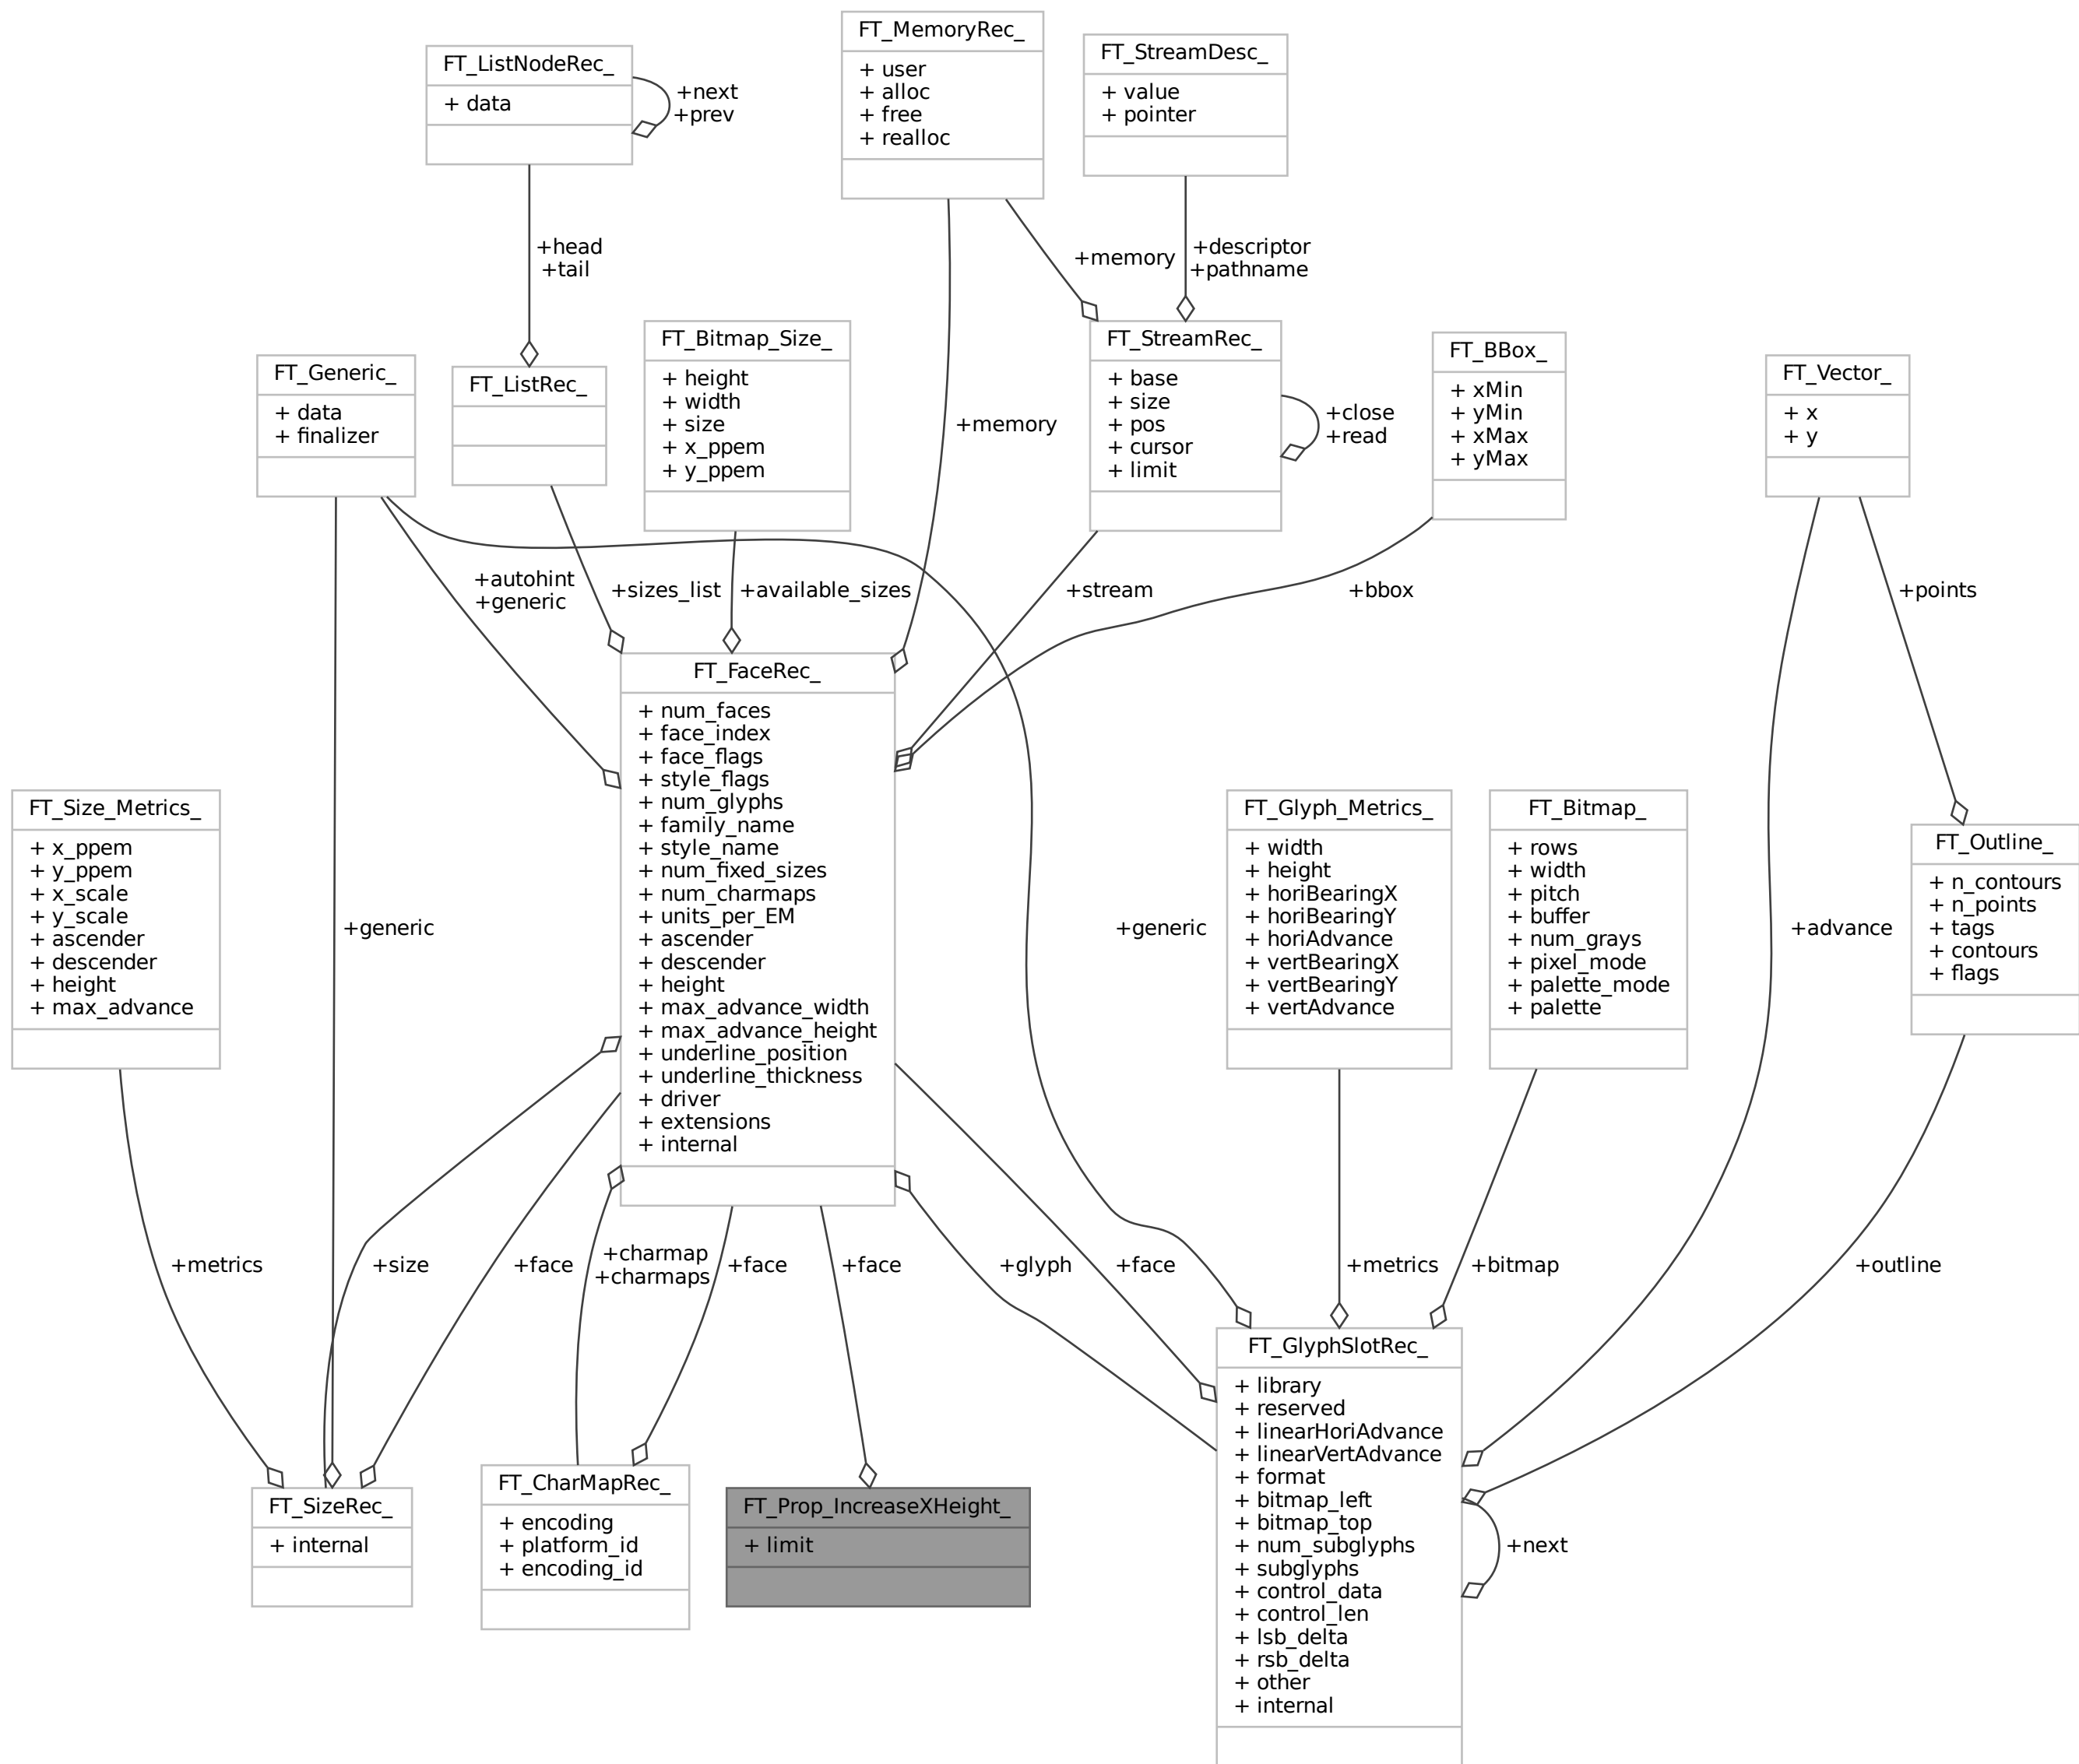 FT_MemoryRec_
+ user
+ alloc
+ free
+ realloc
FT_StreamDesc_
+ value
+ pointer
FT_ListNodeRec_
+ data
+next
+prev
+head
+tail
+memory
+descriptor
+pathname
FT_Generic_
+ data
+ finalizer
FT_ListRec_
FT_Bitmap_Size_
+ height
+ width
+ size
+ x_ppem
+ y_ppem
+memory
FT_StreamRec_
+ base
+ size
+ pos
+ cursor
+ limit
+close
+read
FT_BBox_
+ xMin
+ yMin
+ xMax
+ yMax
FT_Vector_
+ x
+ y
+autohint
+generic
+sizes_list
+available_sizes
+stream
+bbox
+points
FT_FaceRec_
+ num_faces
+ face_index
+ face_flags
+ style_flags
+ num_glyphs
+ family_name
+ style_name
+ num_fixed_sizes
+ num_charmaps
+ units_per_EM
+ ascender
+ descender
+ height
+ max_advance_width
+ max_advance_height
+ underline_position
+ underline_thickness
+ driver
+ extensions
+ internal
FT_Size_Metrics_
+ x_ppem
+ y_ppem
+ x_scale
+ y_scale
+ ascender
+ descender
+ height
+ max_advance
+generic
+generic
FT_Glyph_Metrics_
+ width
+ height
+ horiBearingX
+ horiBearingY
+ horiAdvance
+ vertBearingX
+ vertBearingY
+ vertAdvance
FT_Bitmap_
+ rows
+ width
+ pitch
+ buffer
+ num_grays
+ pixel_mode
+ palette_mode
+ palette
+advance
FT_Outline_
+ n_contours
+ n_points
+ tags
+ contours
+ flags
+metrics
+size
+face
+charmap
+charmaps
+face
+face
+glyph
+face
+metrics
+bitmap
+outline
FT_SizeRec_
+ internal
FT_CharMapRec_
+ encoding
+ platform_id
+ encoding_id
FT_Prop_IncreaseXHeight_
+ limit
FT_GlyphSlotRec_
+ library
+ reserved
+ linearHoriAdvance
+ linearVertAdvance
+ format
+ bitmap_left
+ bitmap_top
+ num_subglyphs
+ subglyphs
+ control_data
+ control_len
+ lsb_delta
+ rsb_delta
+ other
+ internal
+next